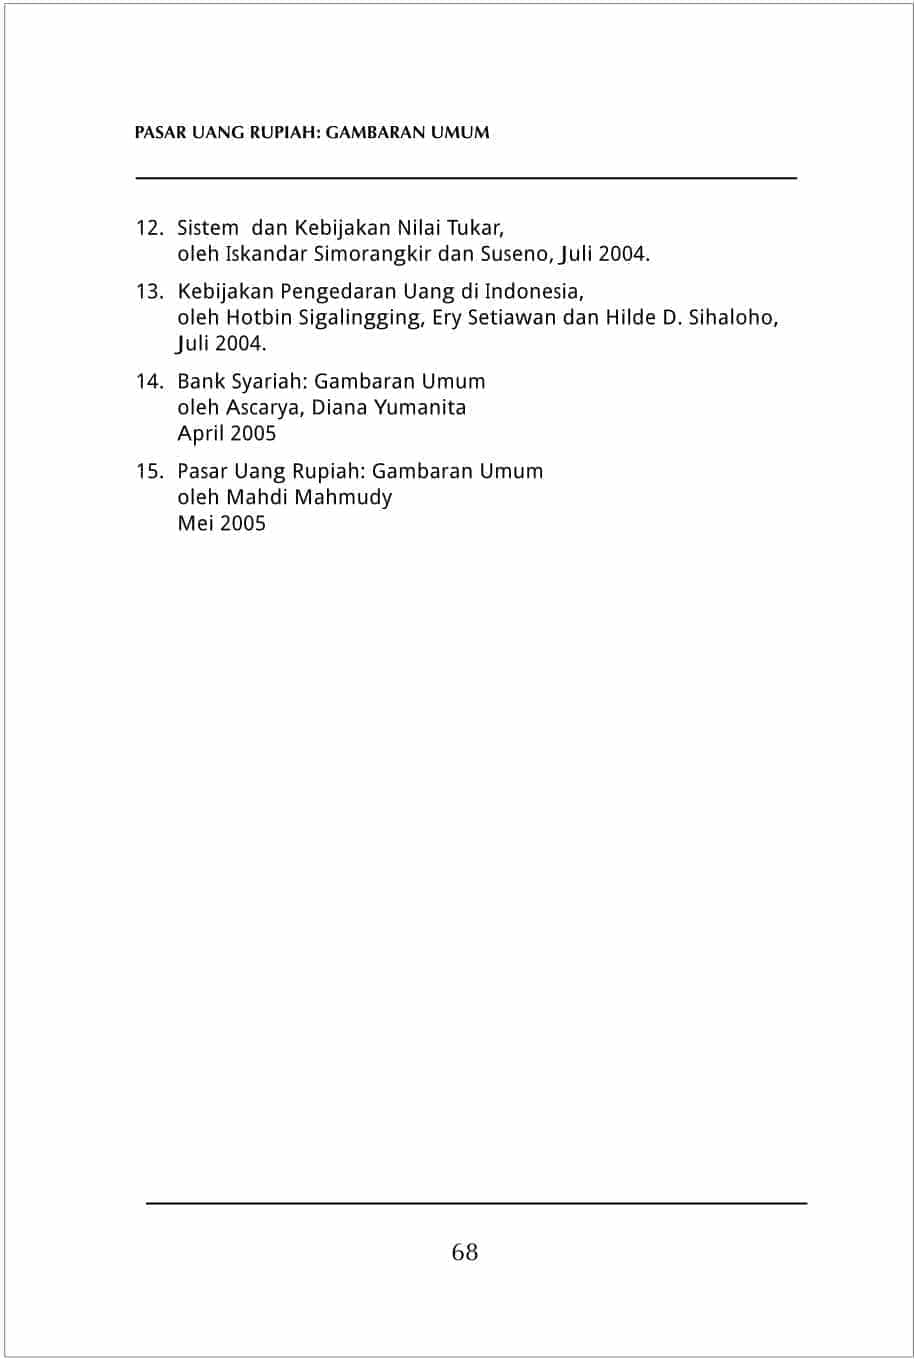 PASAR UANG RUPIAH: GAMBARAN UMUM
12. Sistem  dan Kebijakan Nilai Tukar,
oleh Iskandar Simorangkir dan Suseno, Juli 2004.
13. Kebijakan Pengedaran Uang di Indonesia,
oleh Hotbin Sigalingging, Ery Setiawan dan Hilde D. Sihaloho,
Juli 2004.
14. Bank Syariah: Gambaran Umum
oleh Ascarya, Diana Yumanita
April 2005
15. Pasar Uang Rupiah: Gambaran Umum
oleh Mahdi Mahmudy
Mei 2005
68